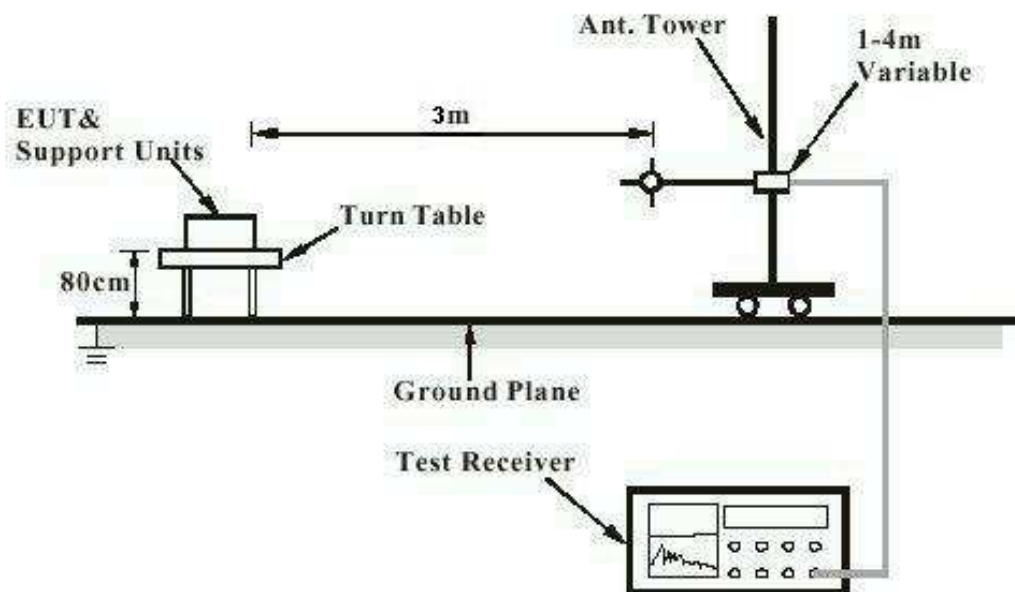 Ant. Tower
1-4m
Variable
EUT&
Support Units
3m
Turn Table
80cm
Ground Plane
Test Receiver